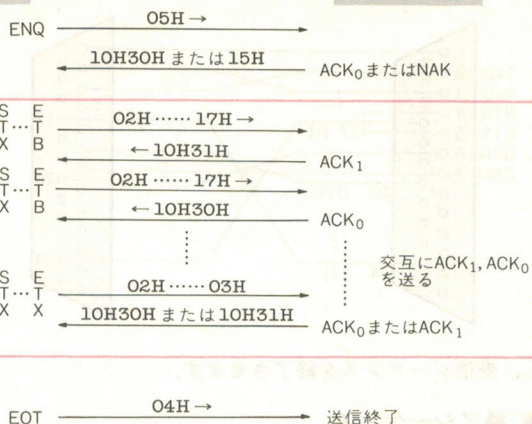 05H→
ENQ
10H30H または 15H
ACK₀またはNAK
S E
T…T 02H……17H→
X B
←10H31H
ACK₁
S E
T…T 02H……17H→
X B
←10H30H
ACK₀
交互にACK₁, ACK₀
を送る
S E
T…T 02H……03H
X X
10H30H または 10H31H
ACK₀またはACK₁
04H→
EOT 送信終了